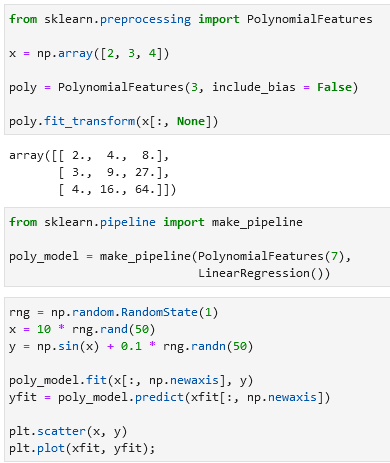 from sklearn.preprocessing import PolynomialFeatures
x = np.array([2, 3, 4])
poly = PolynomialFeatures(3, include_bias = False)
poly.fit_transform(x[:, None])
array([[ 2.,  4.,  8.],
       [ 3.,  9., 27.],
       [ 4., 16., 64.]])
from sklearn.pipeline import make_pipeline
poly_model = make_pipeline(PolynomialFeatures(7),
                           LinearRegression())
rng = np.random.RandomState(1)
x = 10 * rng.rand(50)
y = np.sin(x) + 0.1 * rng.randn(50)
poly_model.fit(x[:, np.newaxis], y)
yfit = poly_model.predict(xfit[:, np.newaxis])
plt.scatter(x, y)
plt.plot(xfit, yfit);